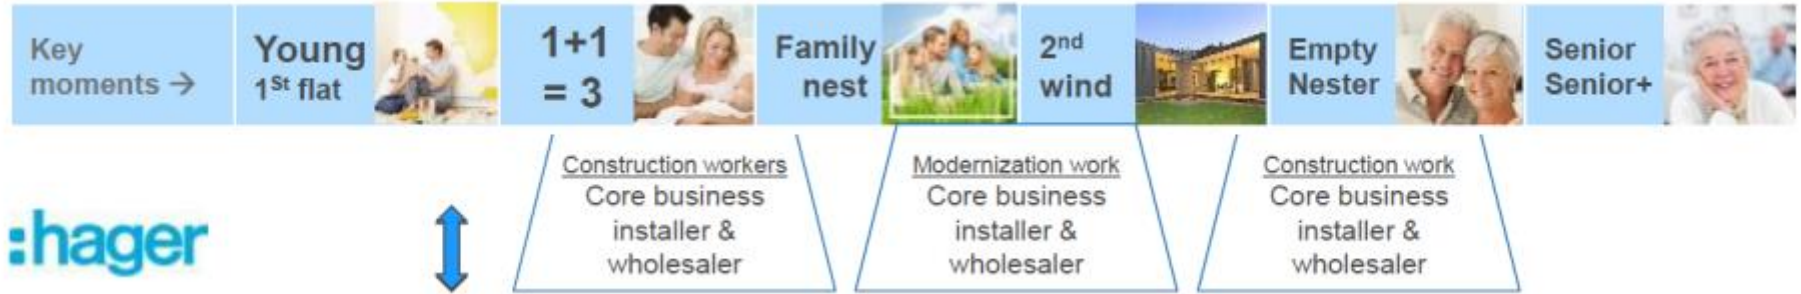 Key
moments →
Young
1St flat
1+1
= 3
Family
nest
2nd
wind
Empty
Nester
Senior
Senior+
Construction workers
Core business
installer &
wholesaler
Modernization work
Core business
installer &
wholesaler
Construction work
Core business
installer &
wholesaler
:hager